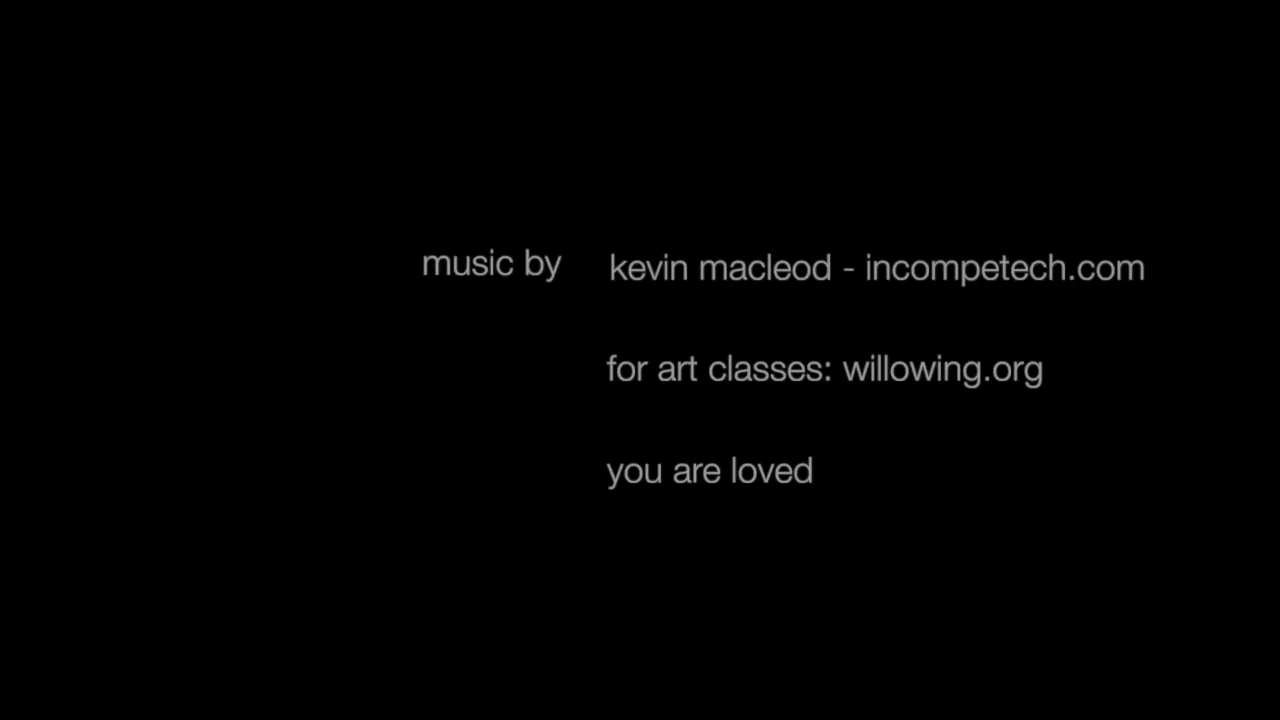 music by kevin macleod - incompetech.com
for art classes: willowing.org
you are loved